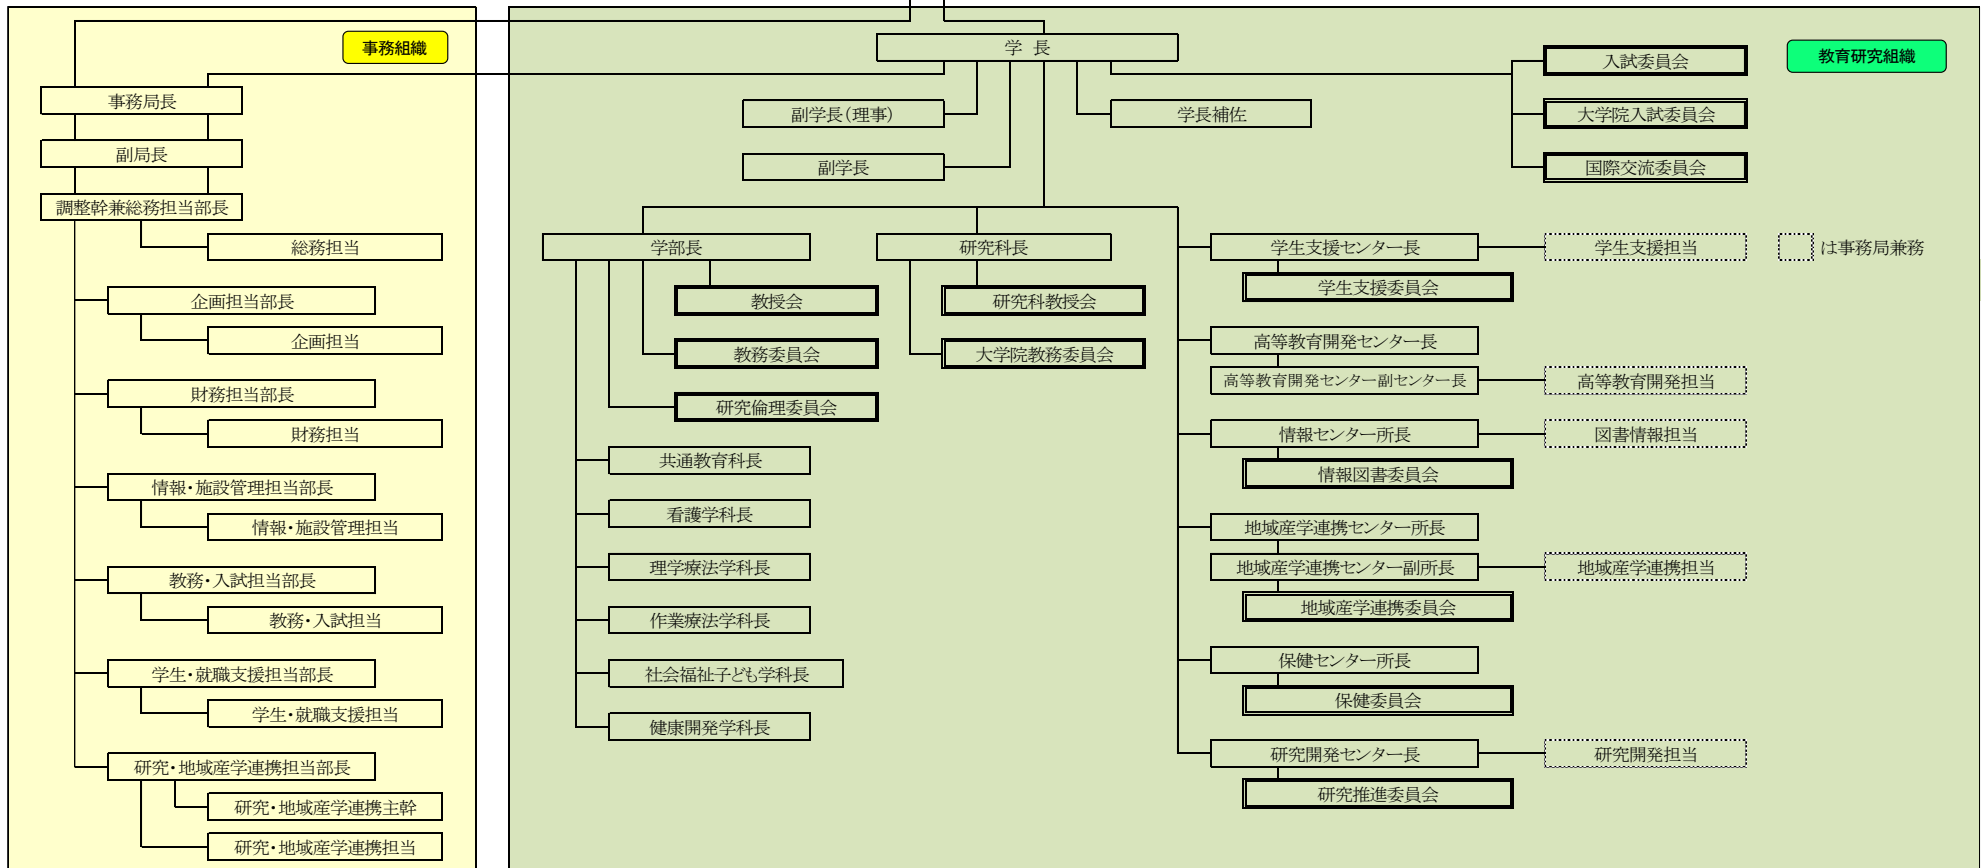 事務組織
事務局長
副局長
調整幹兼総務担当部長
総務担当
企画担当部長
企画担当
財務担当部長
財務担当
情報・施設管理担当部長
情報・施設管理担当
教務・入試担当部長
教務・入試担当
学生・就職支援担当部長
学生・就職支援担当
研究・地域産学連携担当部長
研究・地域産学連携主幹
研究・地域産学連携担当
教育研究組織
学 長
副学長(理事)
副学長
学長補佐
入試委員会
大学院入試委員会
国際交流委員会
学部長
教授会
教務委員会
研究倫理委員会
共通教育科長
看護学科長
理学療法学科長
作業療法学科長
社会福祉子ども学科長
健康開発学科長
研究科長
研究科教授会
大学院教務委員会
学生支援センター長
学生支援担当
学生支援委員会
高等教育開発センター長
高等教育開発センター副センター長
高等教育開発担当
情報センター所長
図書情報担当
情報図書委員会
地域産学連携センター所長
地域産学連携センター副所長
地域産学連携担当
地域産学連携委員会
保健センター所長
保健委員会
研究開発センター長
研究開発担当
研究推進委員会
は事務局兼務